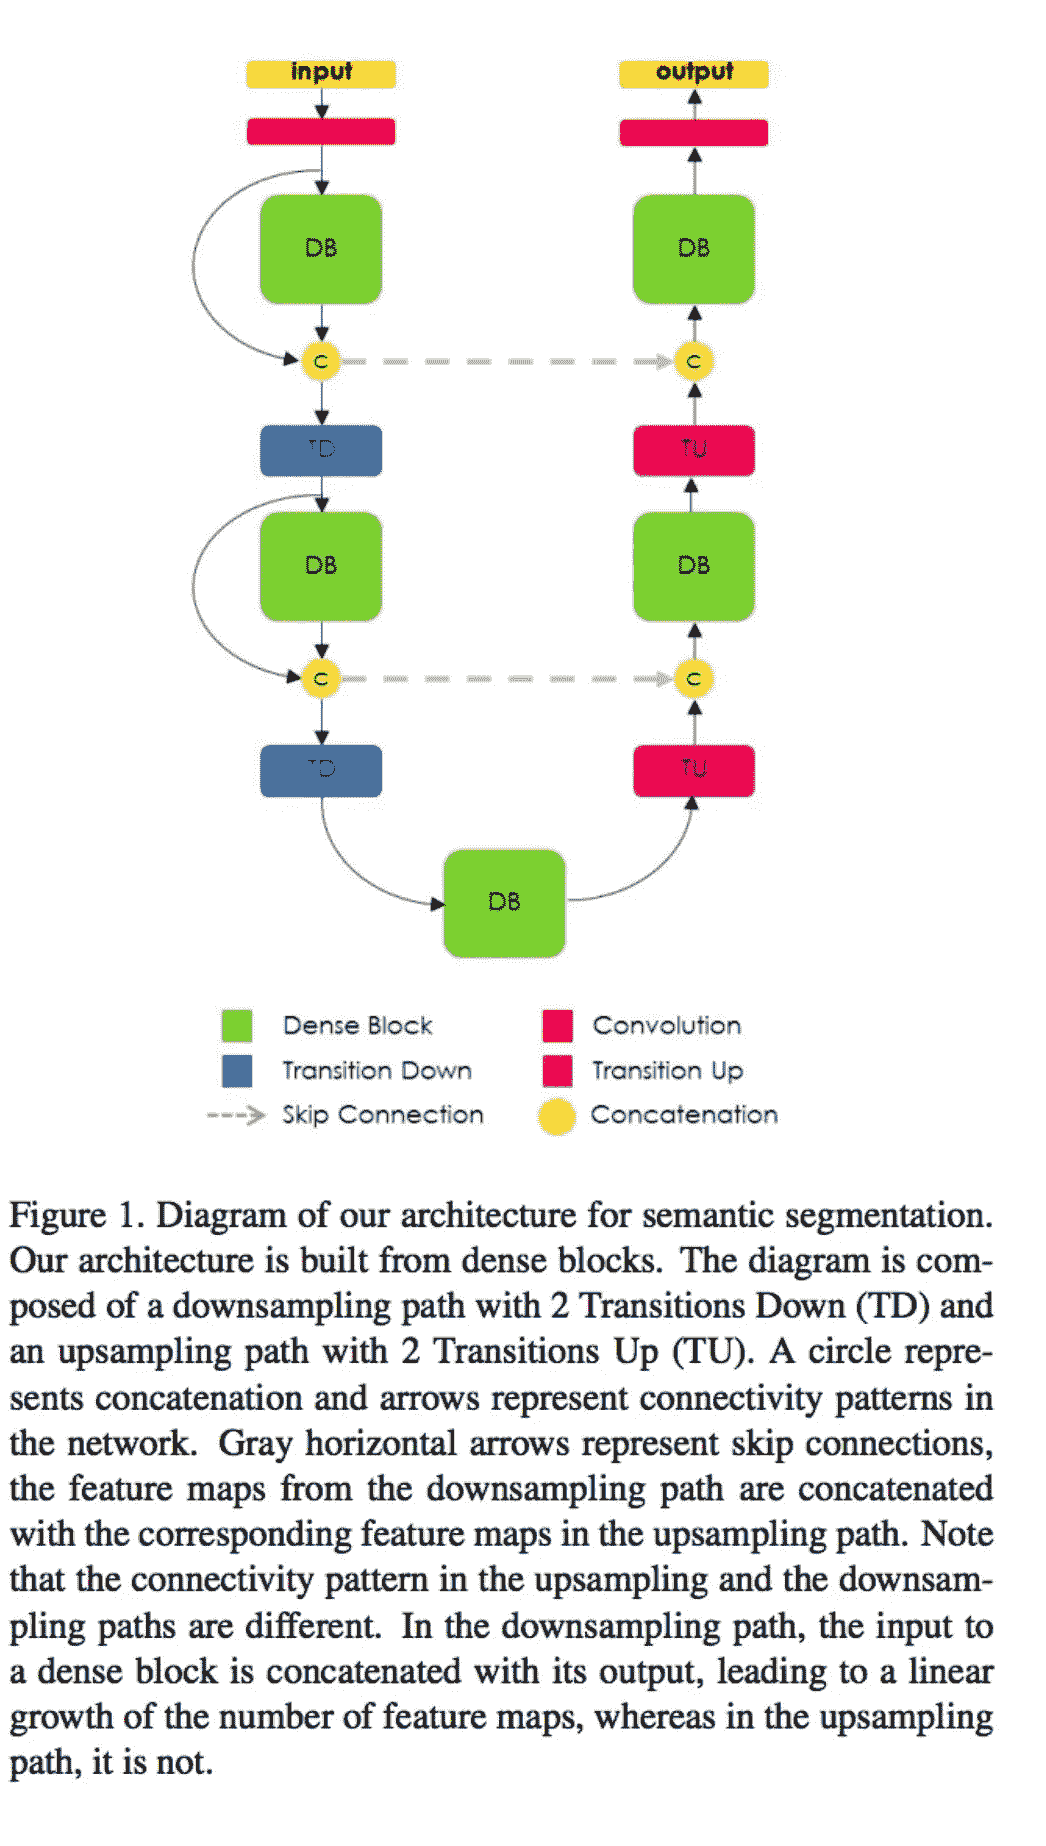 input
output
DB
DB
C
C
TD
TU
DB
DB
C
C
TD
TU
DB
Dense Block
Convolution
Transition Down
Transition Up
Skip Connection
Concatenation
Figure 1. Diagram of our architecture for semantic segmentation.
Our architecture is built from dense blocks. The diagram is com-
posed of a downsampling path with 2 Transitions Down (TD) and
an upsampling path with 2 Transitions Up (TU). A circle repre-
sents concatenation and arrows represent connectivity patterns in
the network. Gray horizontal arrows represent skip connections,
the feature maps from the downsampling path are concatenated
with the corresponding feature maps in the upsampling path. Note
that the connectivity pattern in the upsampling and the downsam-
pling paths are different. In the downsampling path, the input to
a dense block is concatenated with its output, leading to a linear
growth of the number of feature maps, whereas in the upsampling
path, it is not.